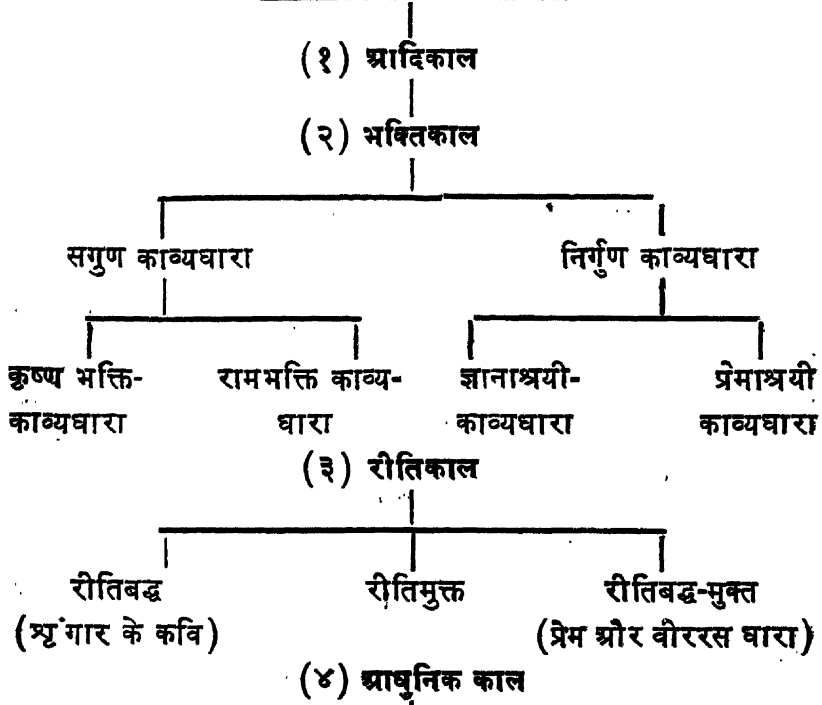 (१) आदिकाल
(२) भक्तिकाल
सगुण काव्यधारा निर्गुण काव्यधारा
कृष्ण भक्ति- रामभक्ति काव्य- ज्ञानाश्रयी- प्रेमाश्रयी
काव्यधारा धारा काव्यधारा काव्यधारा
(३) रीतिकाल
रीतिबद्ध रीतिमुक्त रीतिबद्ध-मुक्त
(शृंगार के कवि) (प्रेम और वीररस धारा)
(४) आधुनिक काल